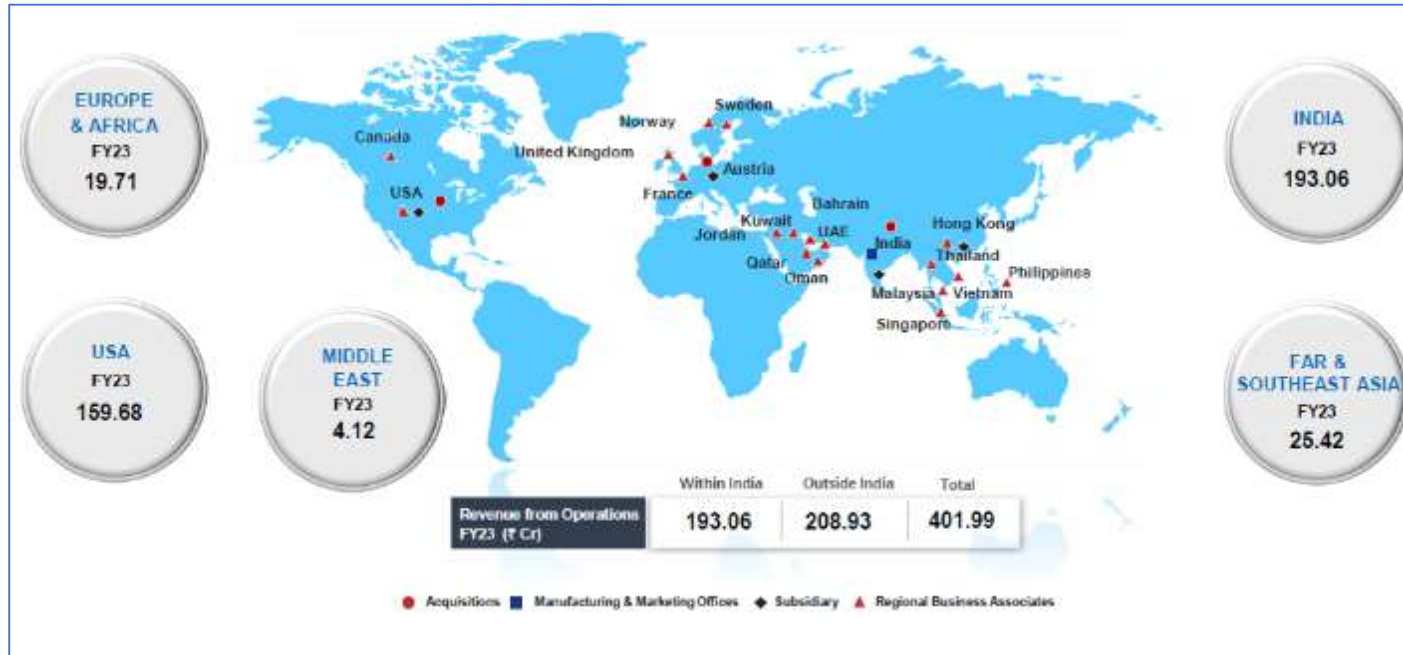 EUROPE
& AFRICA
FY23
19.71
USA
FY23
159.68
MIDDLE
EAST
FY23
4.12
Canada
USA
Norway
Sweden
United Kingdom
Austria
France
Bahrain
Kuwait
Jordan
UAE
Qatar
Oman
India
Hong Kong
Thailand
Philippines
Malaysia
Vietnam
Singapore
INDIA
FY23
193.06
FAR &
SOUTHEAST ASIA
FY23
25.42
Within India Outside India Total
Revenue from Operations
FY23 (₹ Cr)
193.06 208.93 401.99
Acquisitions Manufacturing & Marketing Offices Subsidiary Regional Business Associates